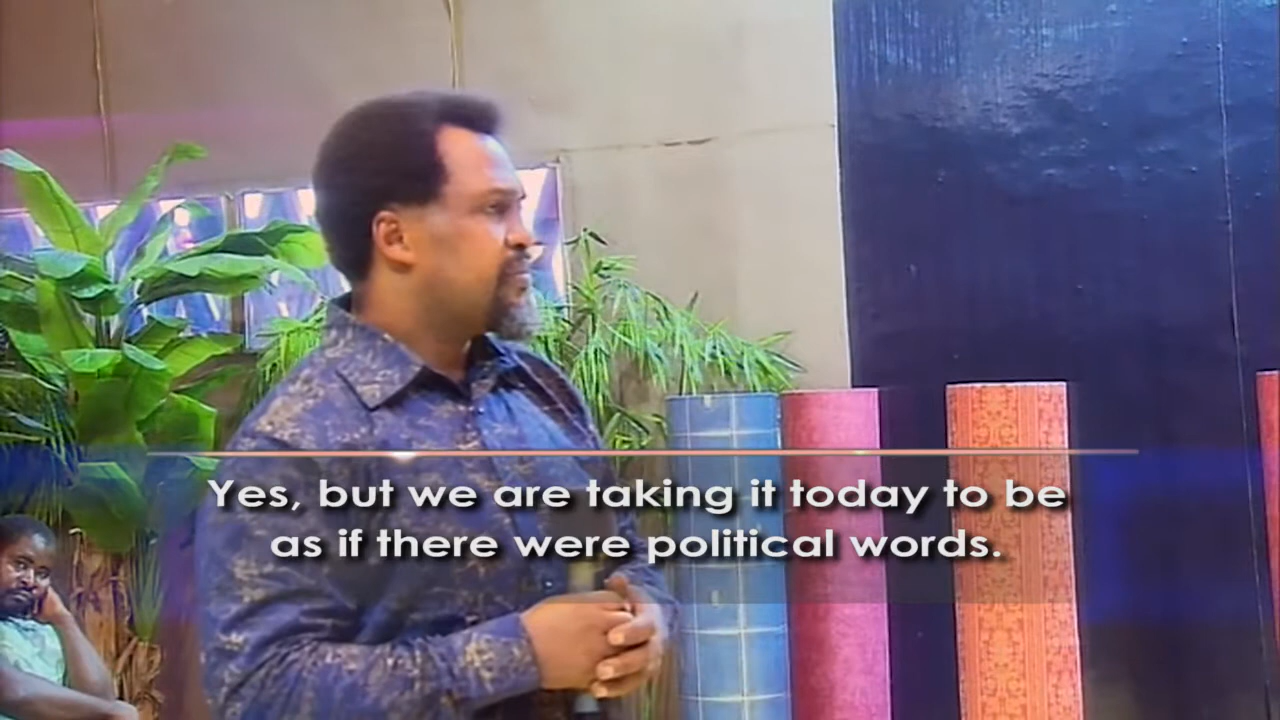 Yes, but we are taking it today to be
as if there were political words.